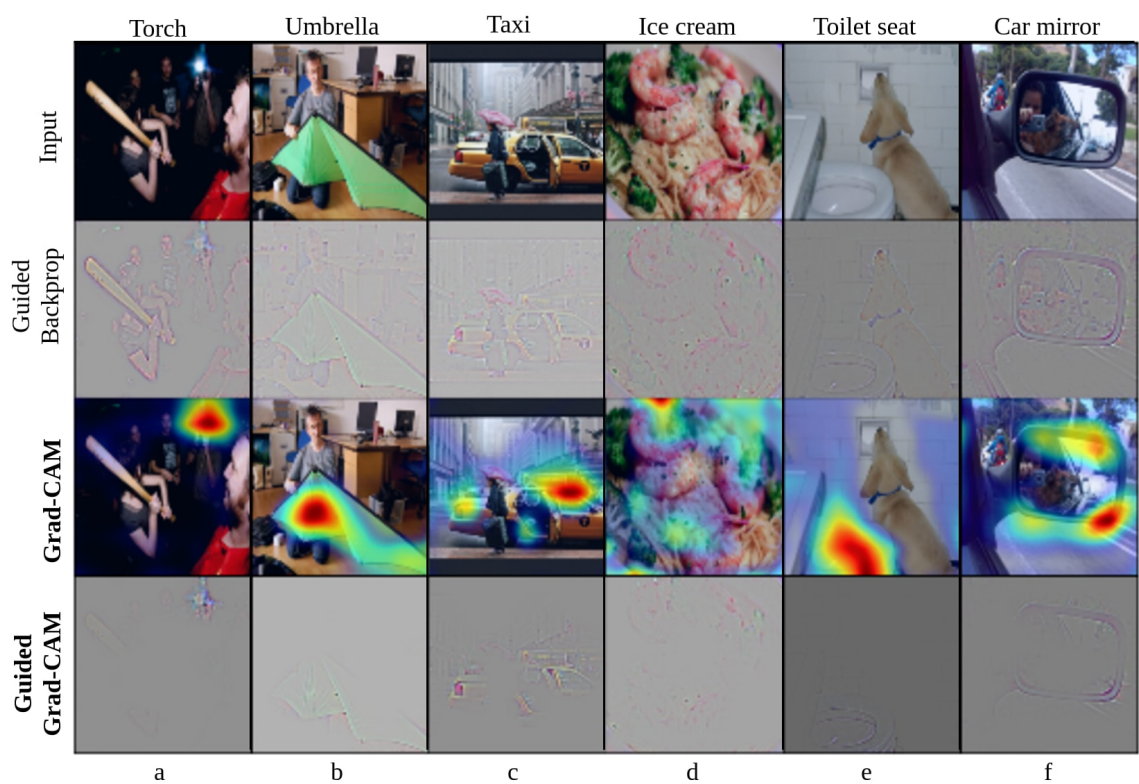 Torch Umbrella Taxi Ice cream Toilet seat Car mirror
Input
Guided
Backprop
Grad-CAM
Guided
Grad-CAM
a b c d e f